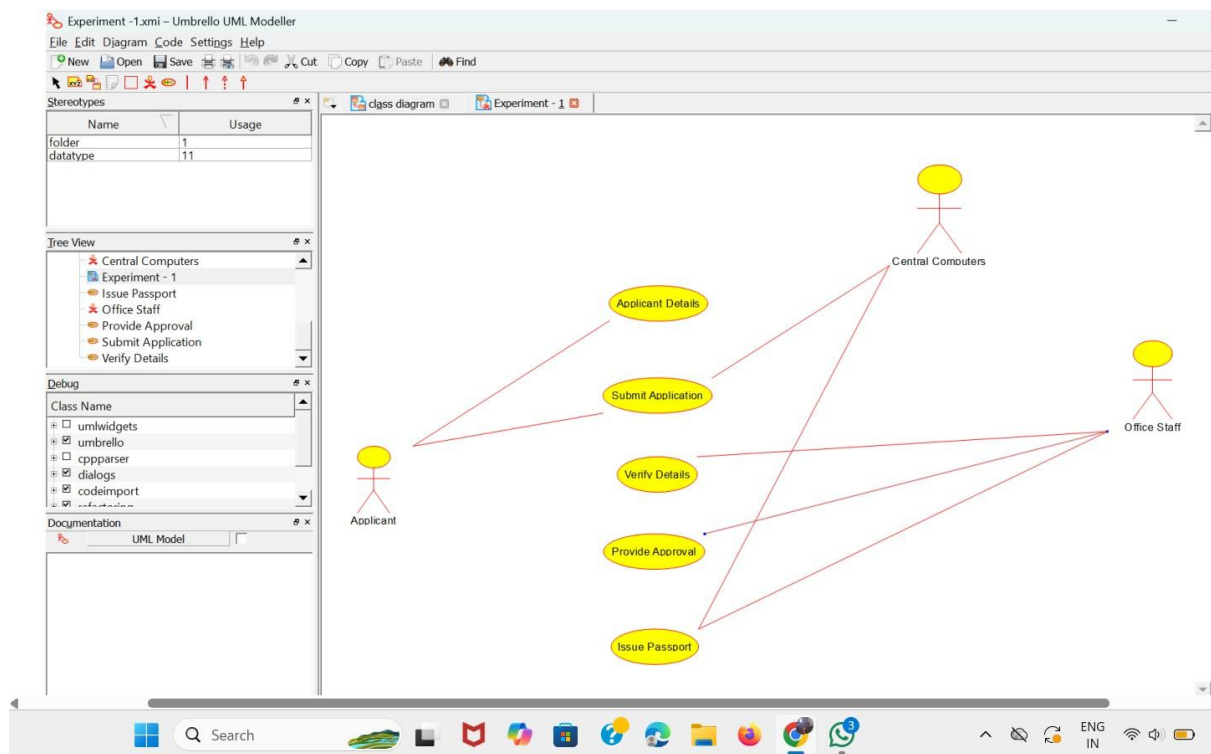 Experiment -1.xmi – Umbrello UML Modeller
File Edit Diagram Code Settings Help
New Open Save Cut Copy Paste Find
XYZ
Stereotypes
class diagram Experiment - 1
Name Usage
folder 1
datatype 11
Tree View
Central Computers
Experiment - 1
Issue Passport
Office Staff
Provide Approval
Submit Application
Verify Details
Debug
Class Name
umlwidgets
umbrello
cppparser
dialogs
codeimport
refactoring
Documentation
UML Model
Central Computers
Applicant Details
Submit Application
Office Staff
Verify Details
Applicant
Provide Approval
Issue Passport
Search
3
ENG
IN